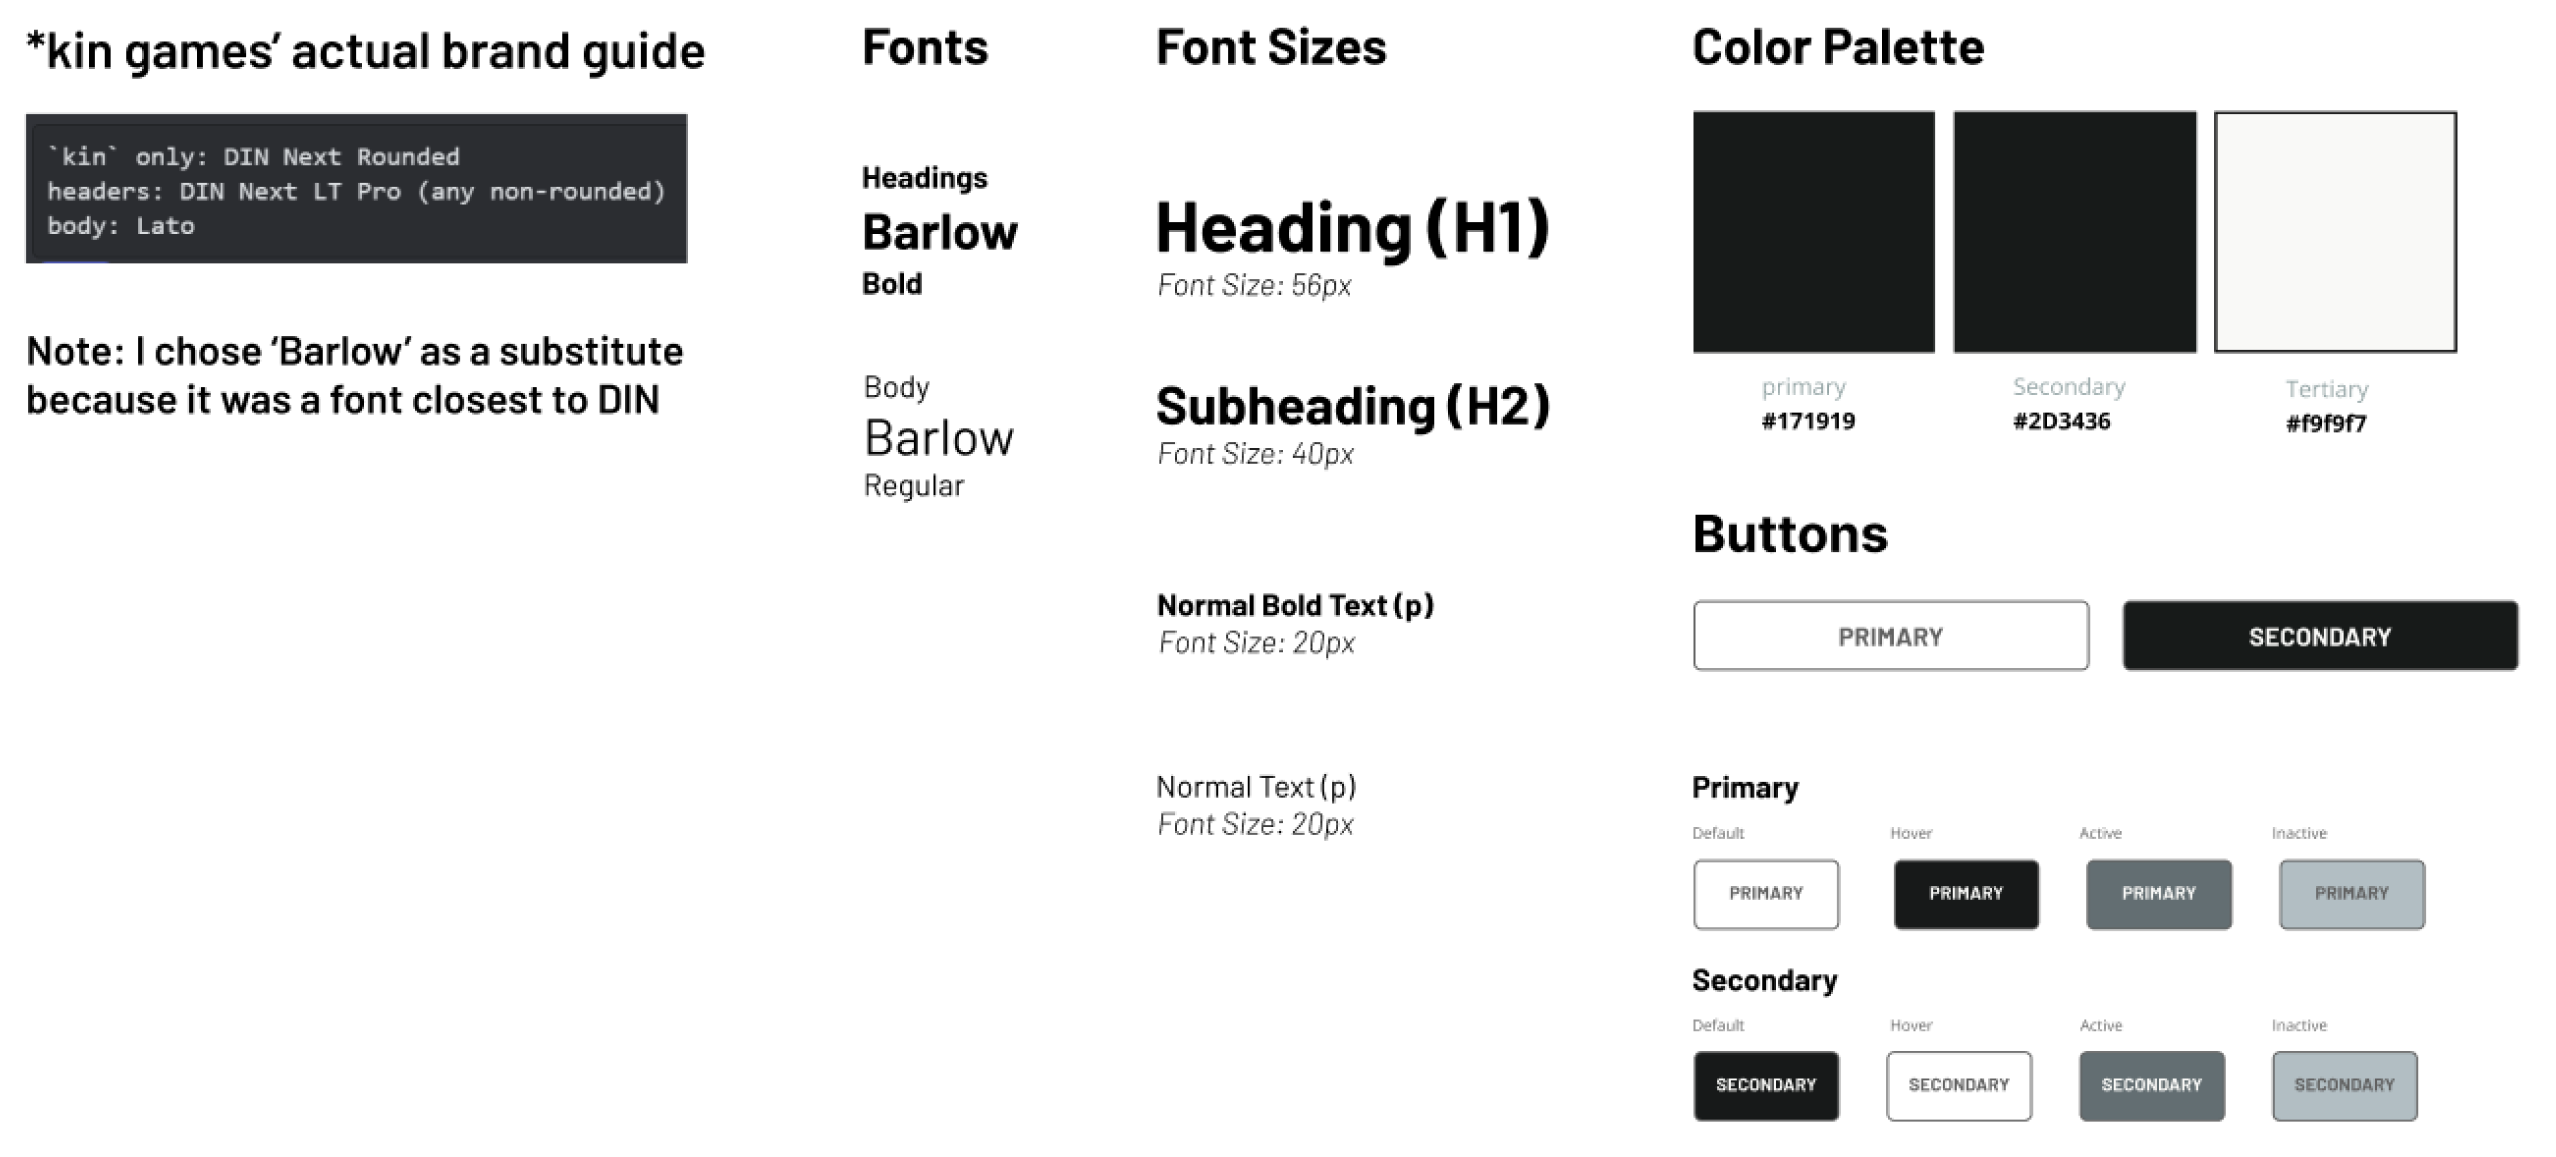 *kin games’ actual brand guide
`kin` only: DIN Next Rounded
headers: DIN Next LT Pro (any non-rounded)
body: Lato
Note: I chose ‘Barlow’ as a substitute
because it was a font closest to DIN
Fonts
Headings
Barlow
Bold
Body
Barlow
Regular
Font Sizes
Heading (H1)
Font Size: 56px
Subheading (H2)
Font Size: 40px
Normal Bold Text (p)
Font Size: 20px
Normal Text (p)
Font Size: 20px
Color Palette
primary
#171919
Secondary
#2D3436
Tertiary
#f9f9f7
Buttons
PRIMARY
SECONDARY
Primary
Default Hover Active Inactive
PRIMARY PRIMARY PRIMARY PRIMARY
Secondary
Default Hover Active Inactive
SECONDARY SECONDARY SECONDARY SECONDARY